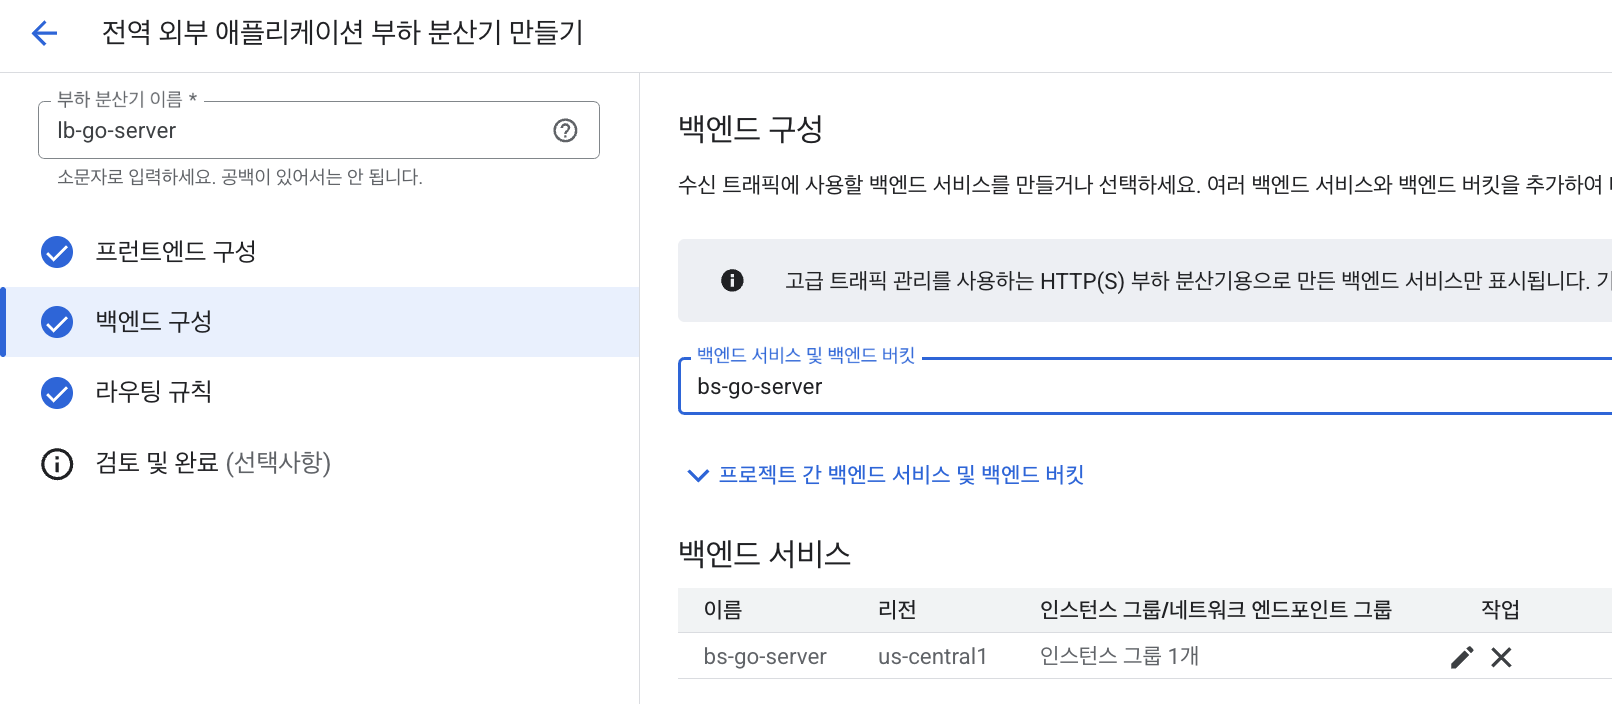 전역 외부 애플리케이션 부하 분산기 만들기
부하 분산기 이름 *
lb-go-server
소문자로 입력하세요. 공백이 있어서는 안 됩니다.
프런트엔드 구성
백엔드 구성
라우팅 규칙
검토 및 완료 (선택사항)
백엔드 구성
수신 트래픽에 사용할 백엔드 서비스를 만들거나 선택하세요. 여러 백엔드 서비스와 백엔드 버킷을 추가하여
고급 트래픽 관리를 사용하는 HTTP(S) 부하 분산기용으로 만든 백엔드 서비스만 표시됩니다.
백엔드 서비스 및 백엔드 버킷
bs-go-server
프로젝트 간 백엔드 서비스 및 백엔드 버킷
백엔드 서비스
이름 리전 인스턴스 그룹/네트워크 엔드포인트 그룹 작업
bs-go-server us-central1 인스턴스 그룹 1개